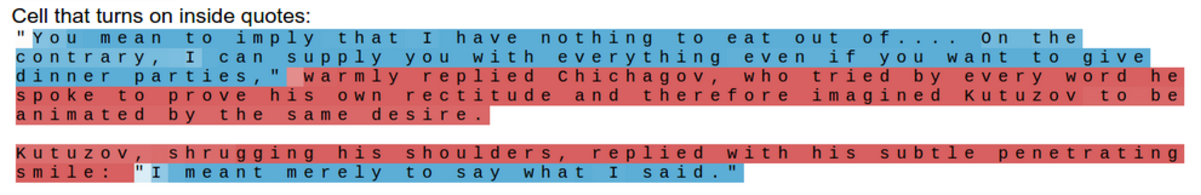 Cell that turns on inside quotes:
"You mean to imply that I have nothing to eat out of.... On the
contrary, I can supply you with everything even if you want to give
dinner parties," warmly replied Chichagov, who tried by every word he
spoke to prove his own rectitude and therefore imagined Kutuzov to be
animated by the same desire.
Kutuzov, shrugging his shoulders, replied with his subtle penetrating
smile: "I meant merely to say what I said."